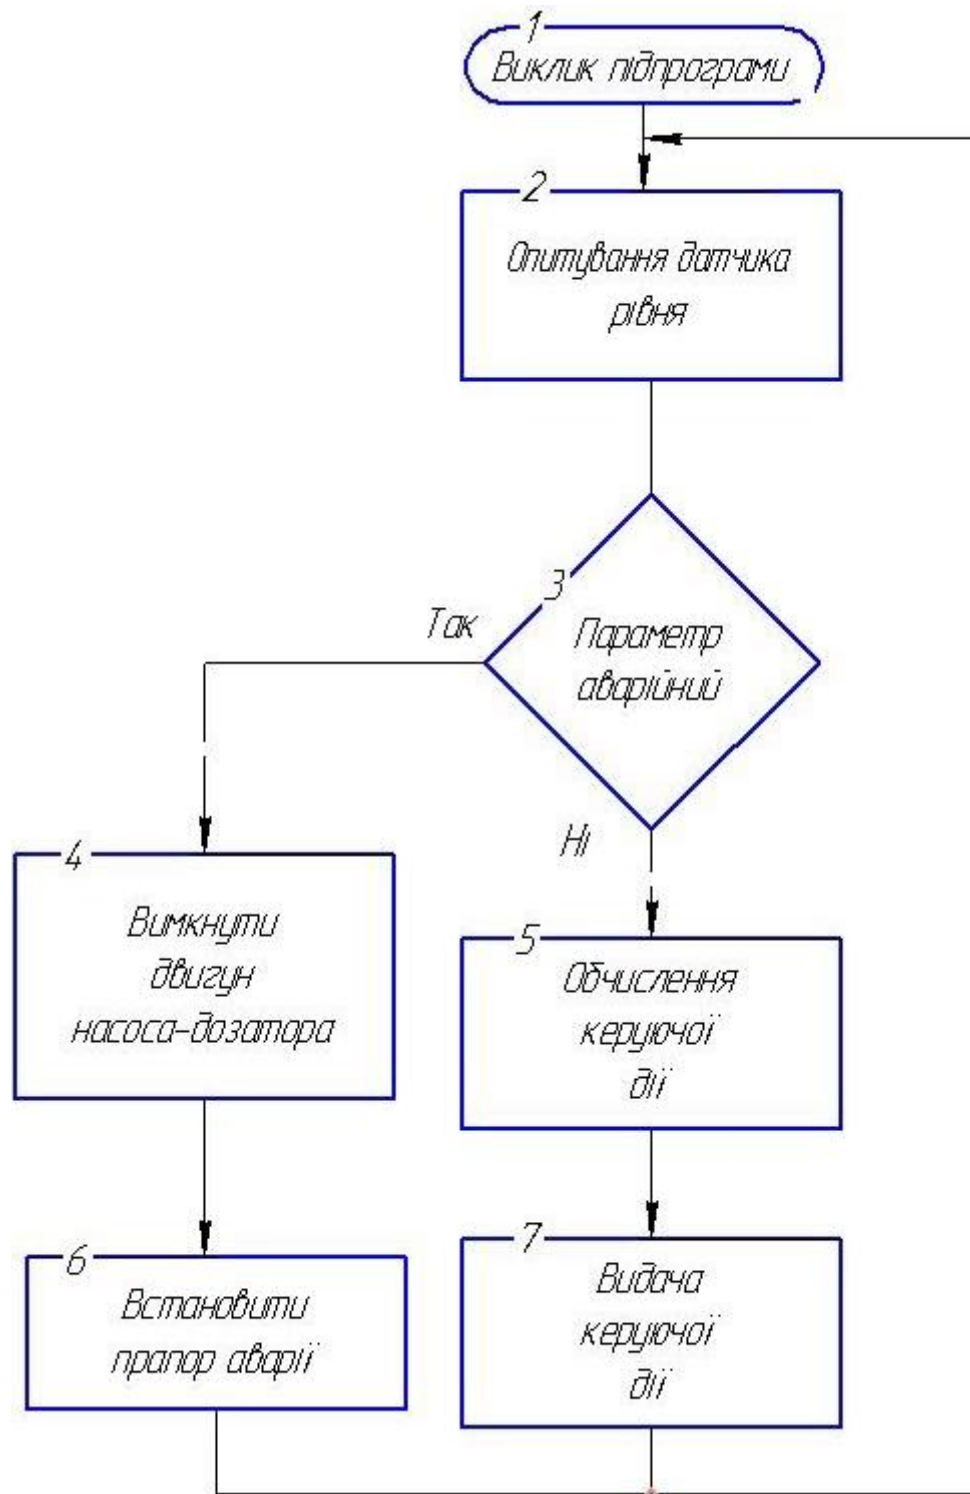 1
Виклик підпрограми
2
Опитування датчика
рівня
3
Так
Параметр
аварійний
Ні
4
Вимкнути
двигун
насоса-дозатора
5
Обчислення
керуючої
дії
6
Встановити
прапор аварії
7
Видача
керуючої
дії